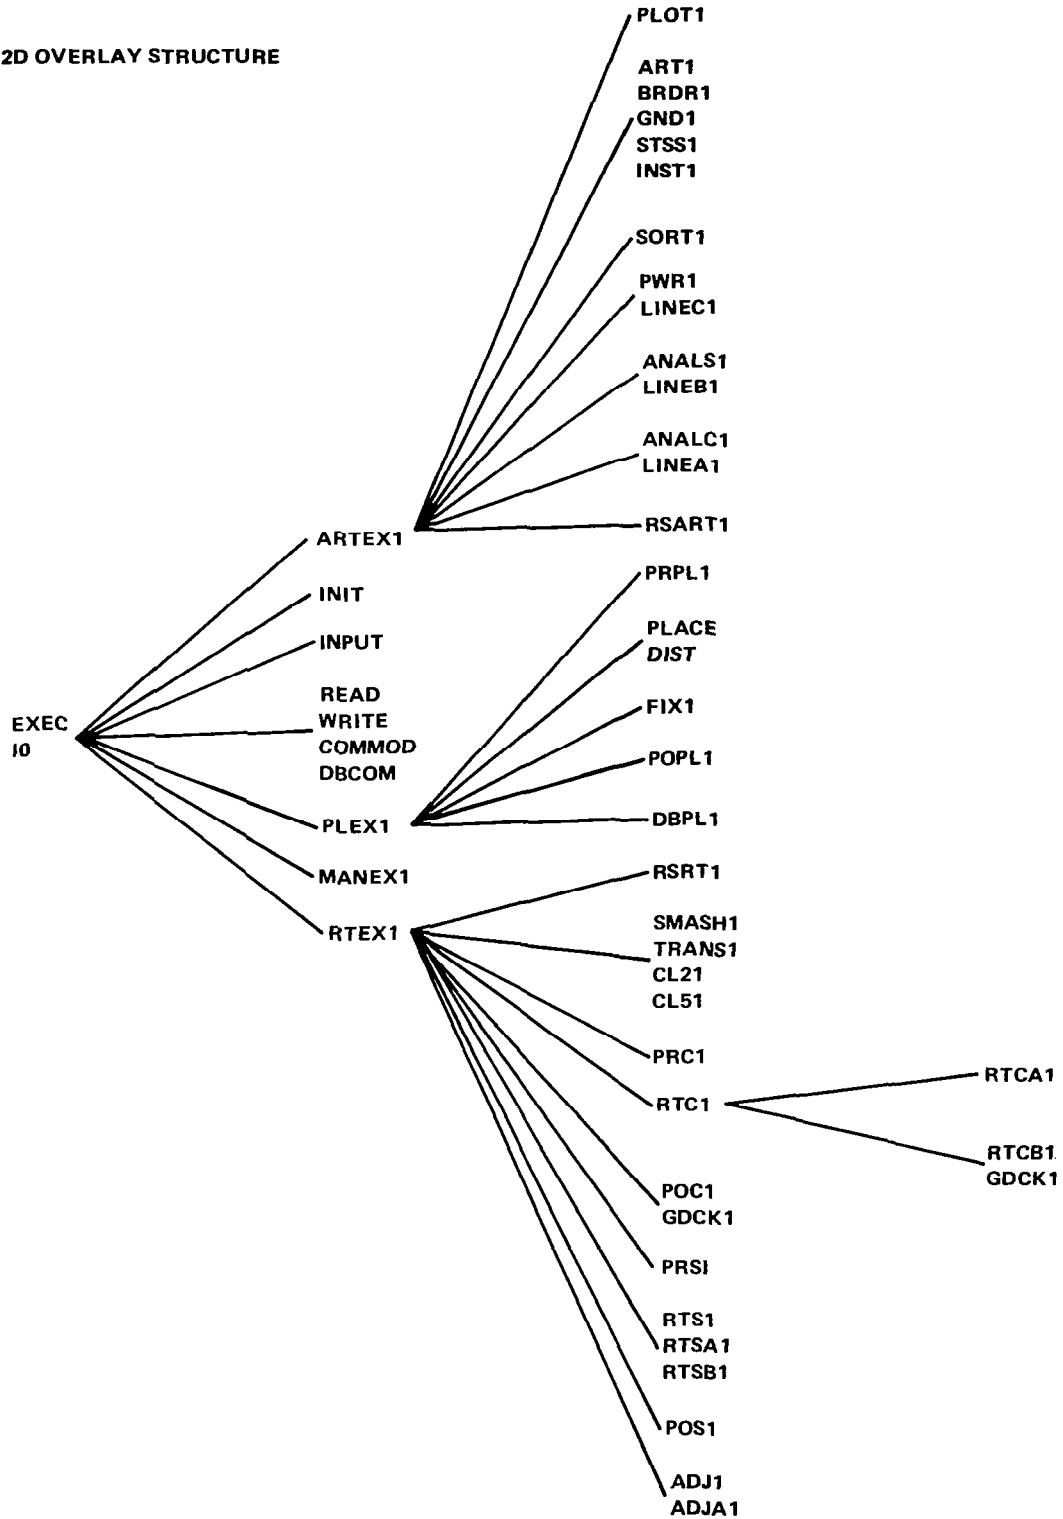 2D OVERLAY STRUCTURE
PLOT1
ART1
BRDR1
GND1
STSS1
INST1
SORT1
PWR1
LINEC1
ANALS1
LINEB1
ANALC1
LINEA1
RSART1
ARTEX1
INIT
INPUT
READ
WRITE
COMMOD
DBCOM
EXEC
IO
PLEX1
MANEX1
RTEX1
PRPL1
PLACE
DIST
FIX1
POPL1
DBPL1
RSRT1
SMASH1
TRANS1
CL21
CL51
PRC1
RTC1
RTCA1
RTCB1
GDCK1
POC1
GDCK1
PRSI
RTS1
RTSA1
RTSB1
POS1
ADJ1
ADJA1